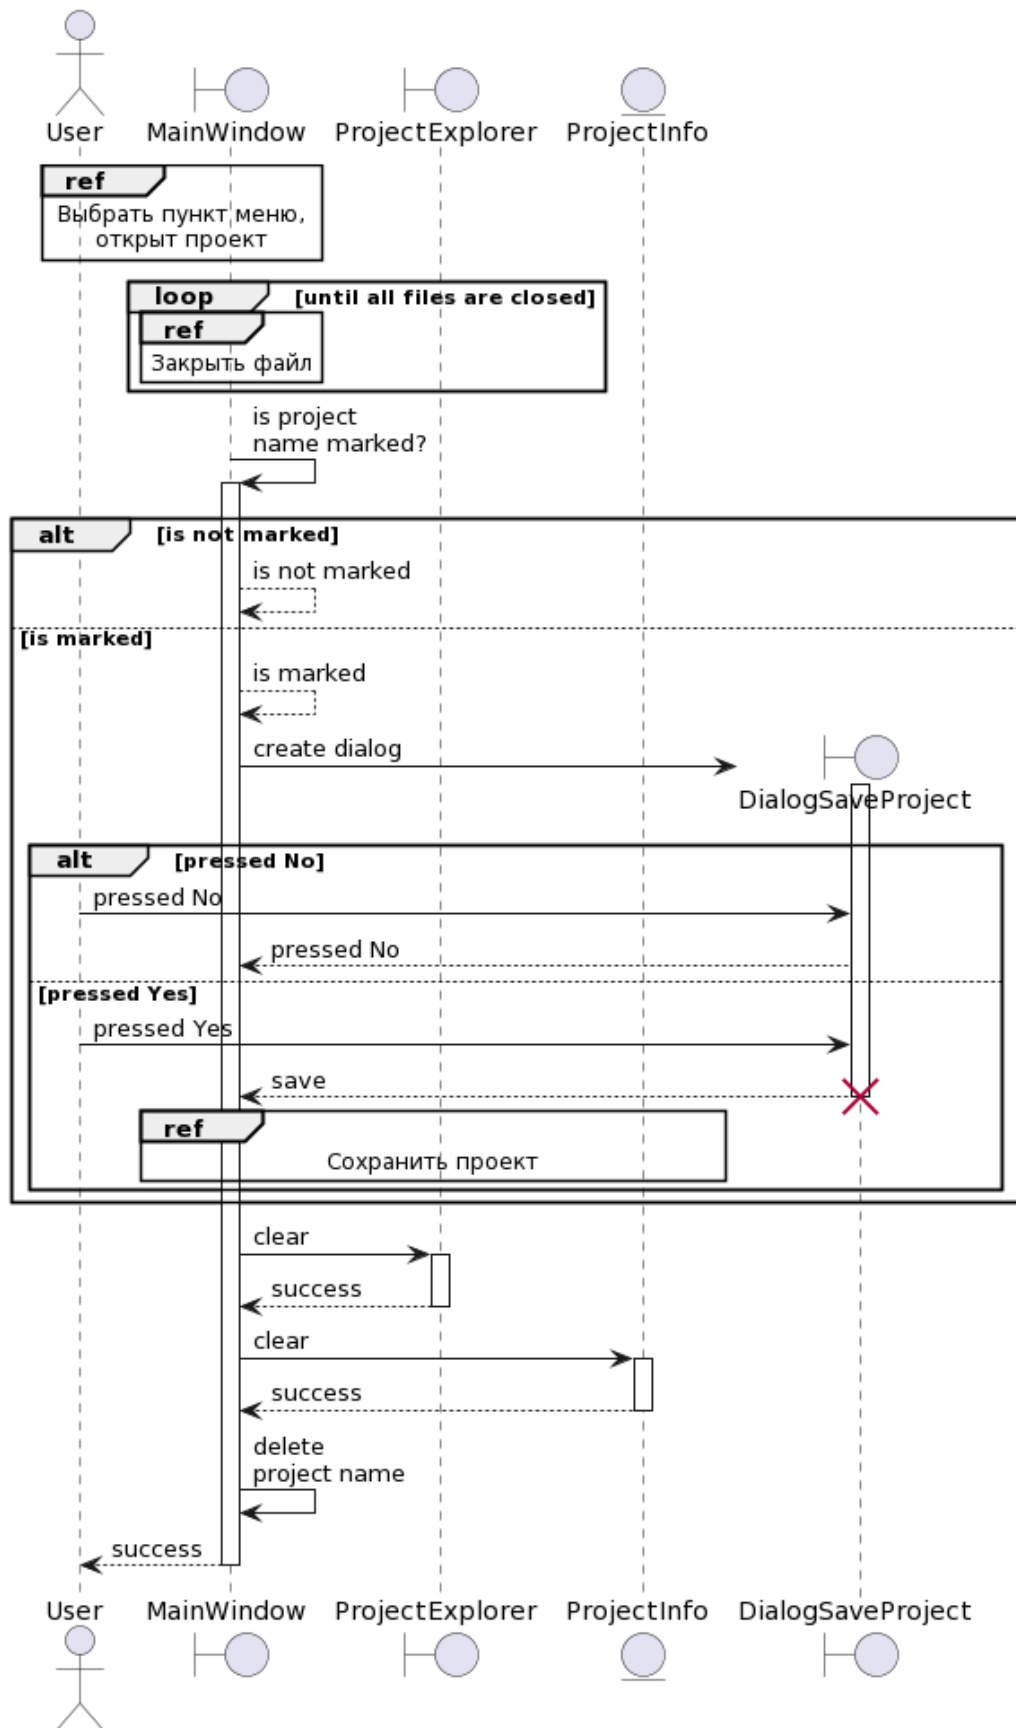 User MainWindow ProjectExplorer ProjectInfo
ref
Выбрать пункт меню,
открыт проект
loop [until all files are closed]
ref
Закрыть файл
is project
name marked?
alt [is not marked]
is not marked
[is marked]
is marked
create dialog
DialogSaveProject
alt [pressed No]
pressed No
pressed No
[pressed Yes]
pressed Yes
save
ref
Сохранить проект
clear
success
clear
success
delete
project name
success
User MainWindow ProjectExplorer ProjectInfo DialogSaveProject